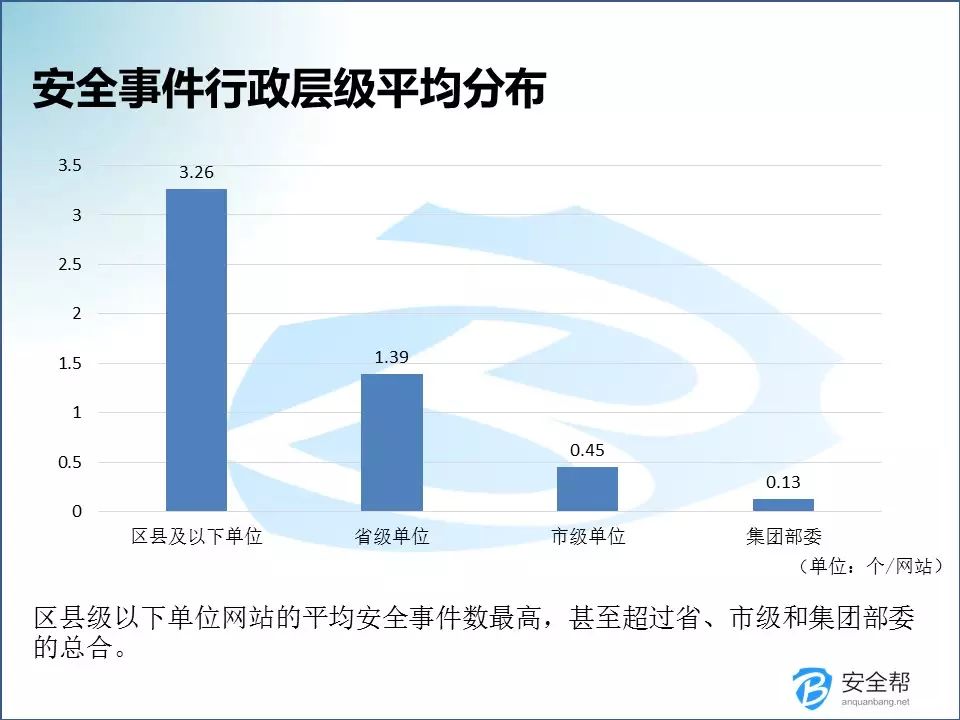 安全事件行政层级平均分布
3.5
3.26
3
2.5
2
1.5
1.39
1
0.5
0.45
0.13
0
区县及以下单位 省级单位 市级单位 集团部委
（单位：个/网站）
区县级以下单位网站的平均安全事件数最高，甚至超过省、市级和集团部委
的总合。
安全帮
anquanbang.net